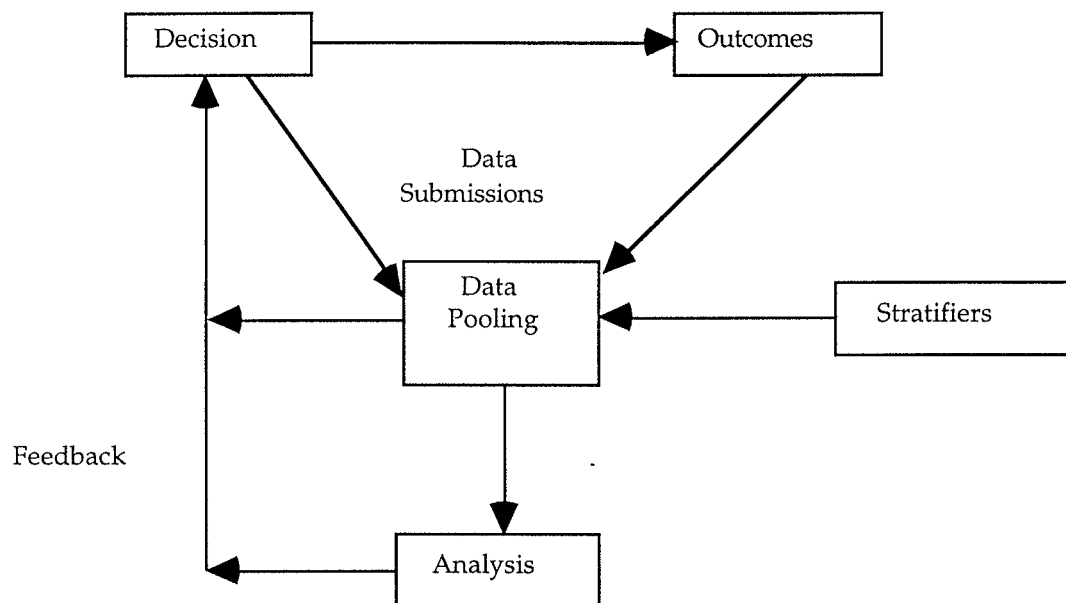 Decision
Outcomes
Data
Submissions
Data
Pooling
Stratifiers
Feedback
Analysis